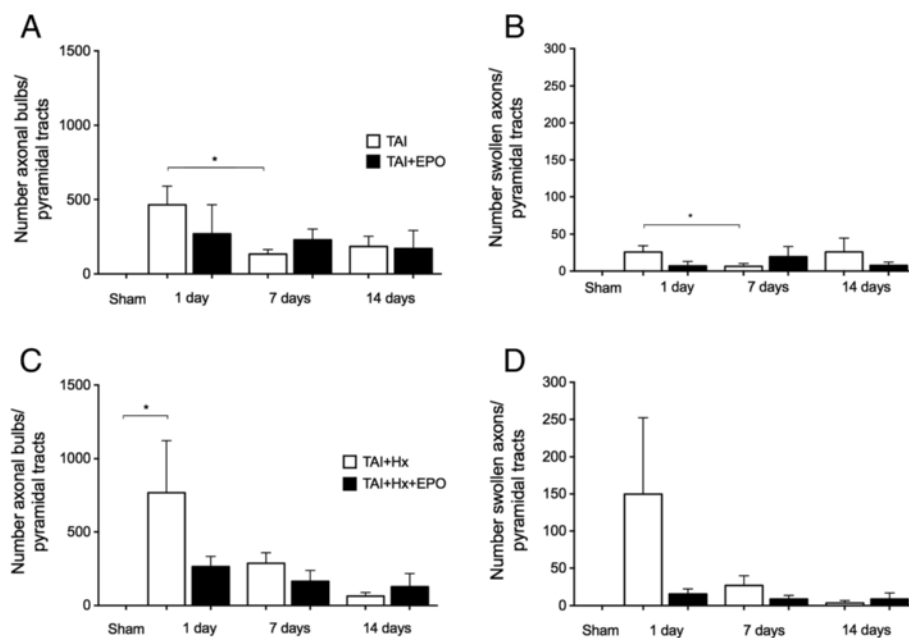 A
Number axonal bulbs/
pyramidal tracts
1500
1000
500
0
*
TAI
TAI+EPO
Sham 1 day 7 days 14 days
B
Number swollen axons/
pyramidal tracts
300
250
200
150
100
50
0
*
Sham 1 day 7 days 14 days
C
Number axonal bulbs/
pyramidal tracts
1500
1000
500
0
*
TAI+Hx
TAI+Hx+EPO
Sham 1 day 7 days 14 days
D
Number swollen axons/
pyramidal tracts
300
250
200
150
100
50
0
Sham 1 day 7 days 14 days